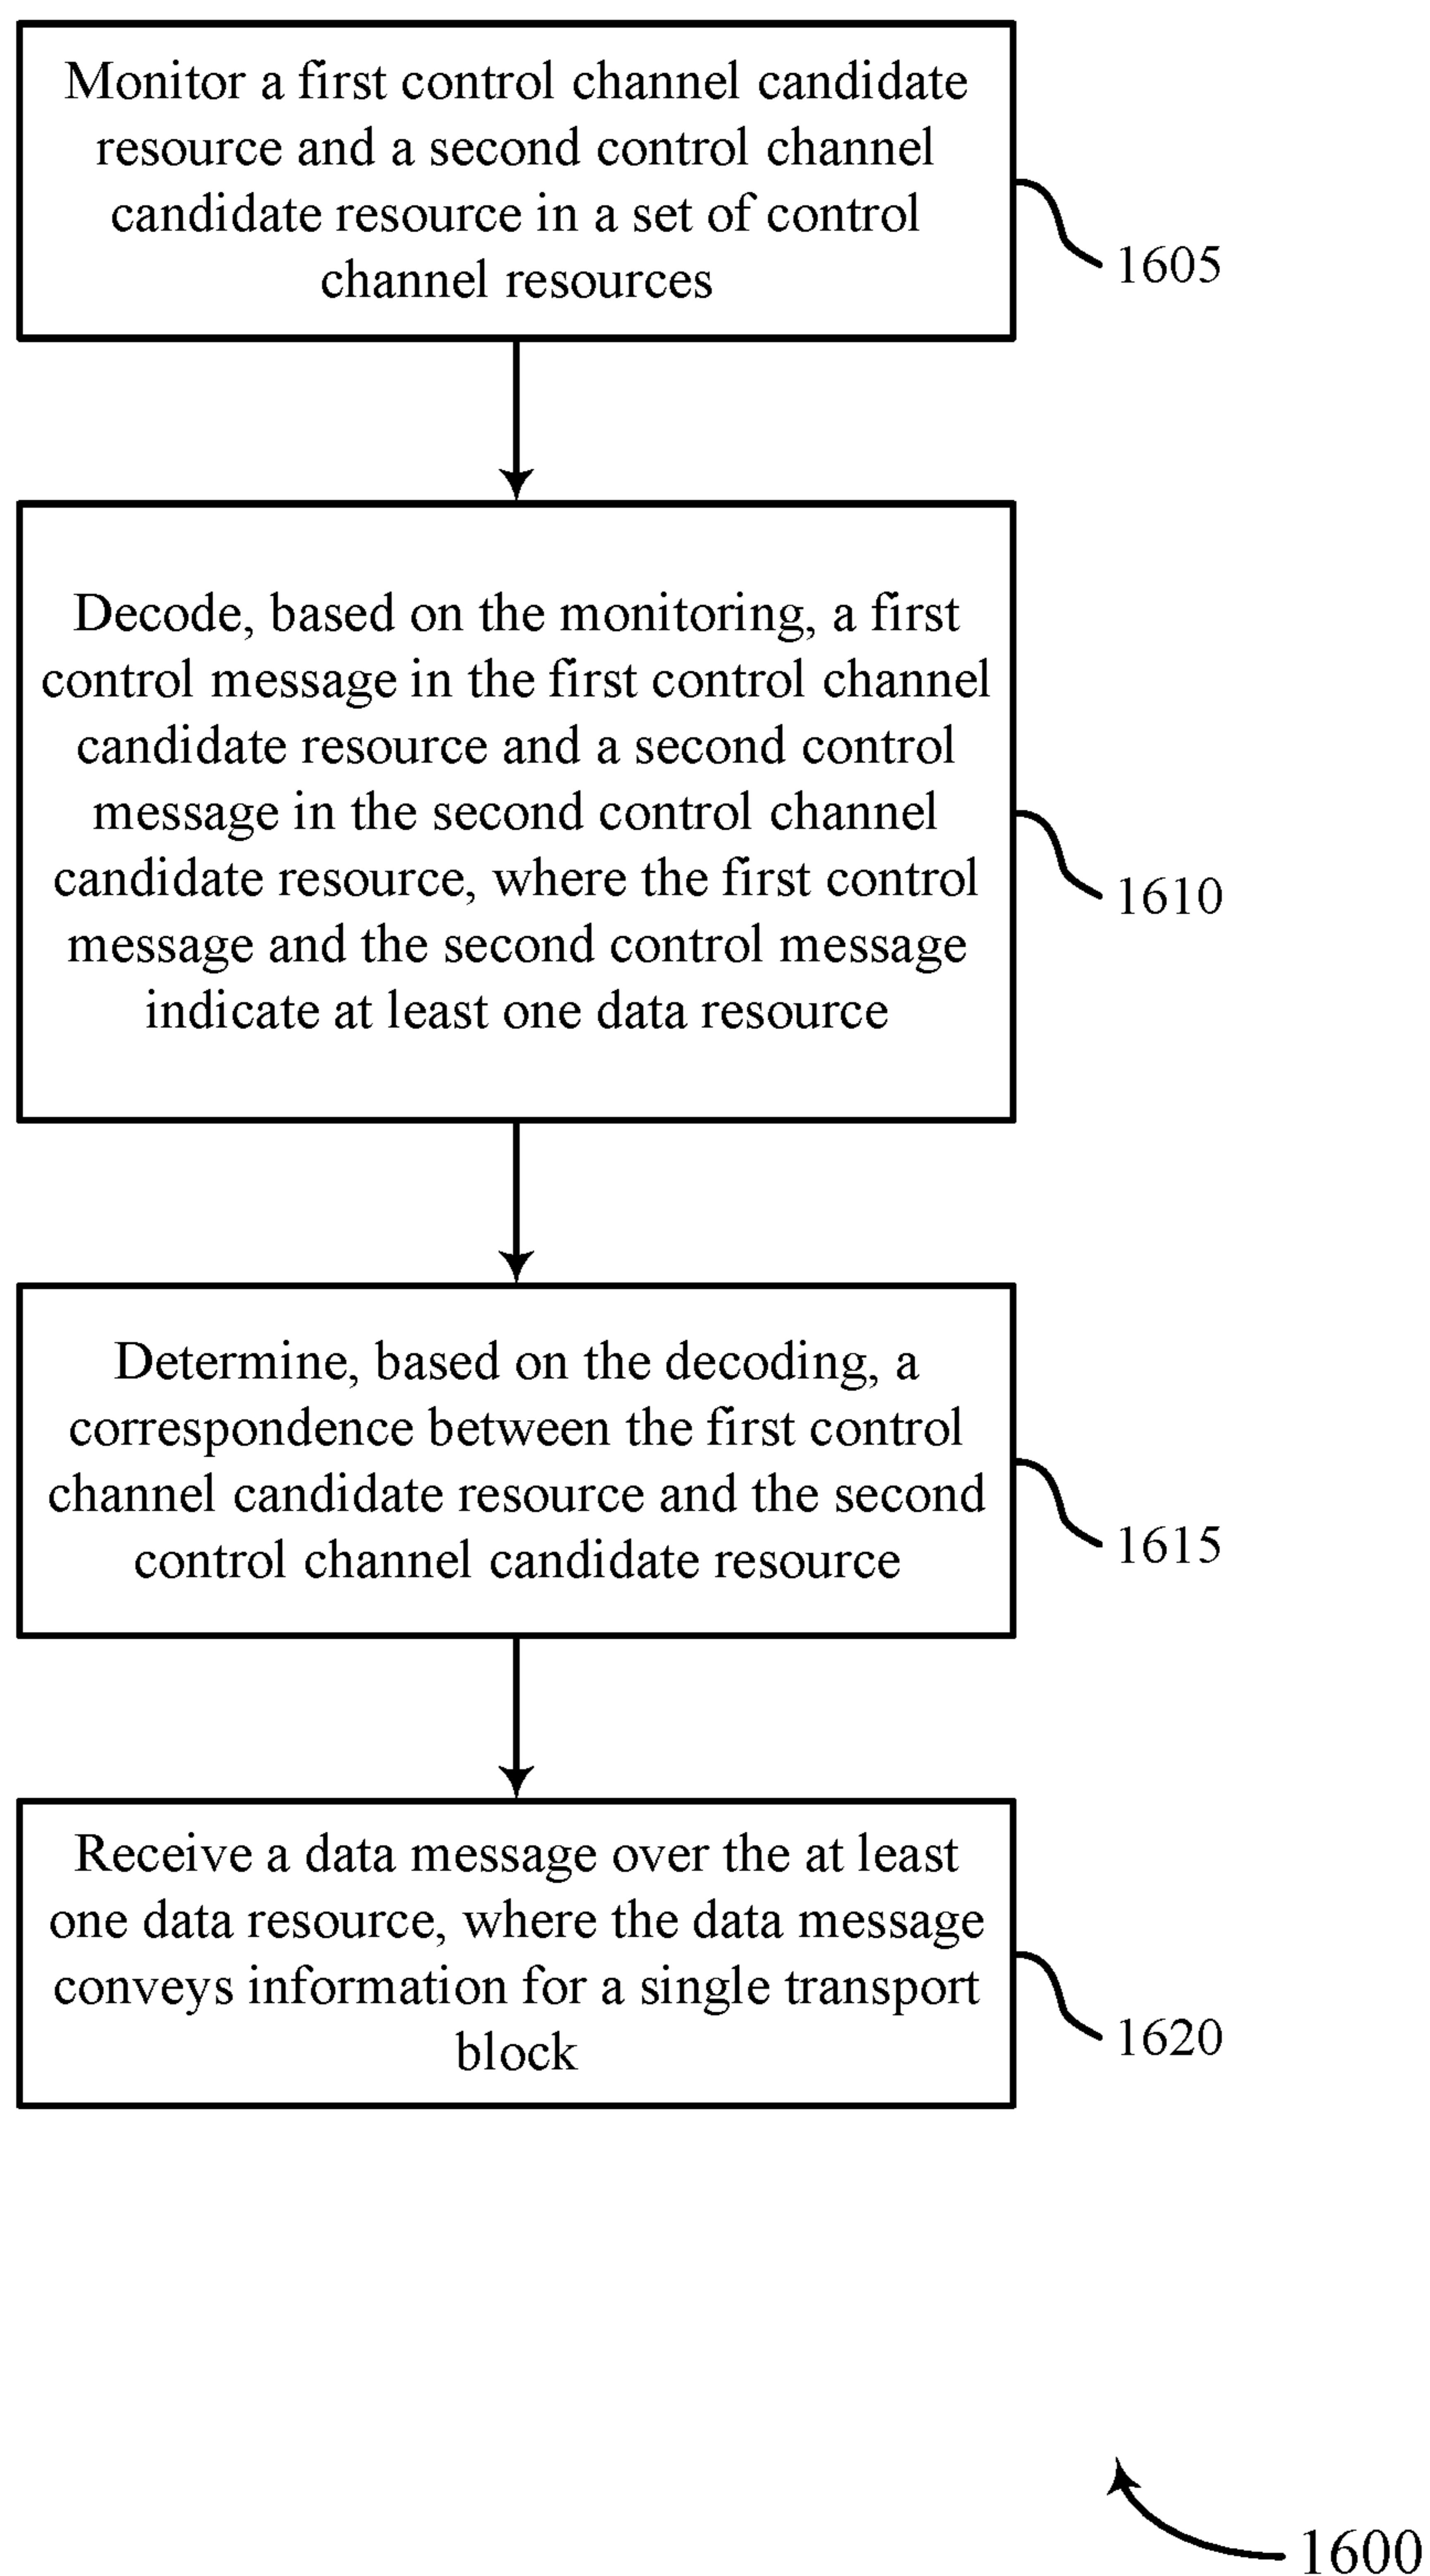 Monitor a first control channel candidate
resource and a second control channel
candidate resource in a set of control
channel resources
1605
Decode, based on the monitoring, a first
control message in the first control channel
candidate resource and a second control
message in the second control channel
candidate resource, where the first control
message and the second control message
indicate at least one data resource
1610
Determine, based on the decoding, a
correspondence between the first control
channel candidate resource and the second
control channel candidate resource
1615
Receive a data message over the at least
one data resource, where the data message
conveys information for a single transport
block
1620
1600